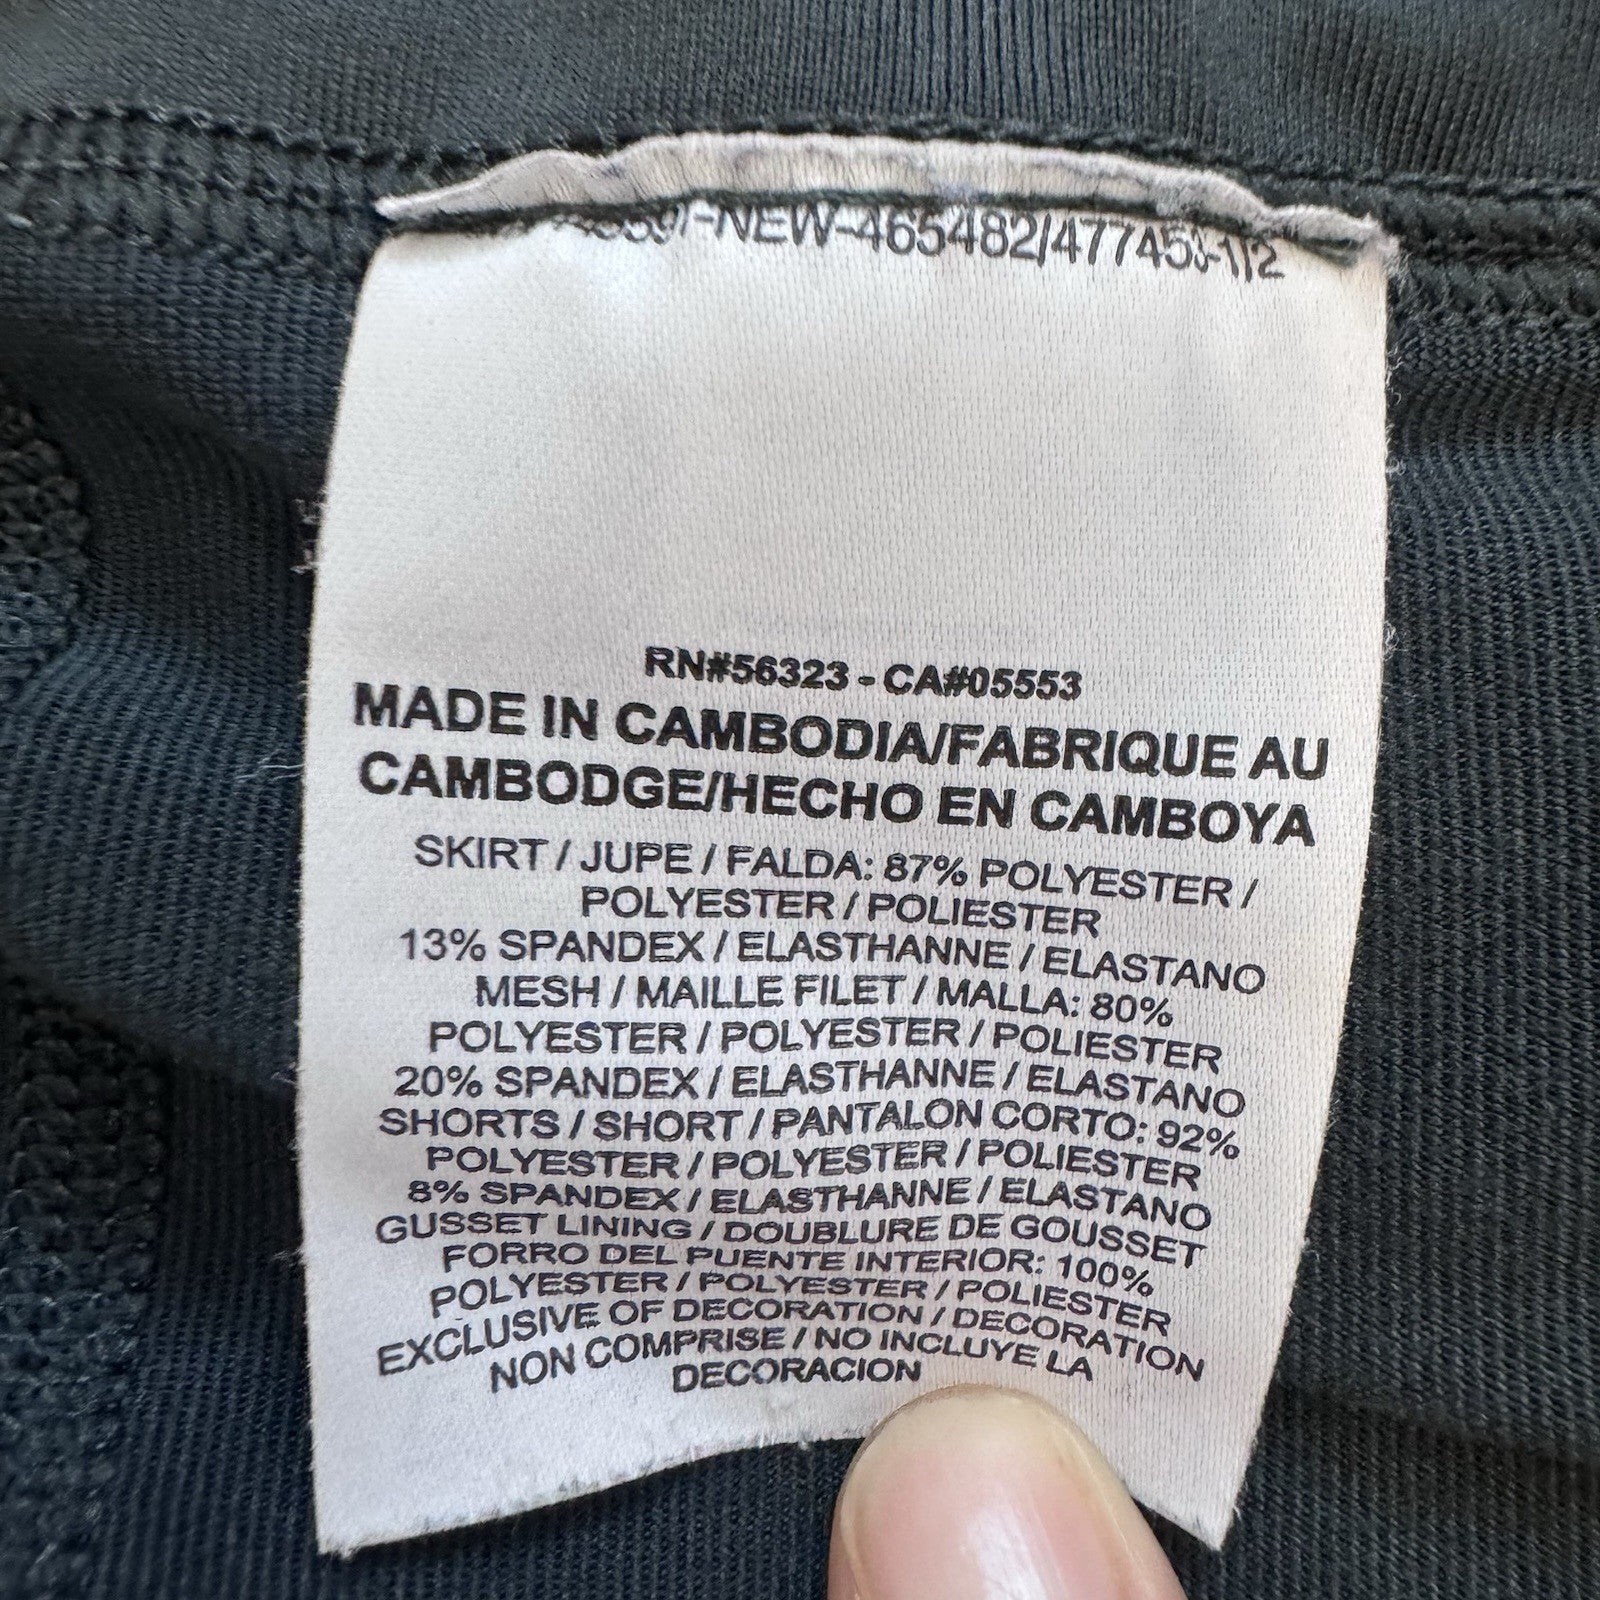 -NEW-465482/477453-1/2
RN#56323 - CA#05553
MADE IN CAMBODIA/FABRIQUE AU
CAMBODGE/HECHO EN CAMBOYA
SKIRT / JUPE / FALDA: 87% POLYESTER /
POLYESTER / POLIESTER
13% SPANDEX / ELASTHANNE / ELASTANO
MESH / MAILLE FILET / MALLA: 80%
POLYESTER / POLYESTER / POLIESTER
20% SPANDEX / ELASTHANNE / ELASTANO
SHORTS / SHORT / PANTALON CORTO: 92%
POLYESTER / POLYESTER / POLIESTER
8% SPANDEX / ELASTHANNE / ELASTANO
GUSSET LINING / DOUBLURE DE GOUSSET
FORRO DEL PUENTE INTERIOR: 100%
POLYESTER / POLYESTER / POLIESTER
EXCLUSIVE OF DECORATION / DECORATION
NON COMPRISE / NO INCLUYE LA
DECORACION